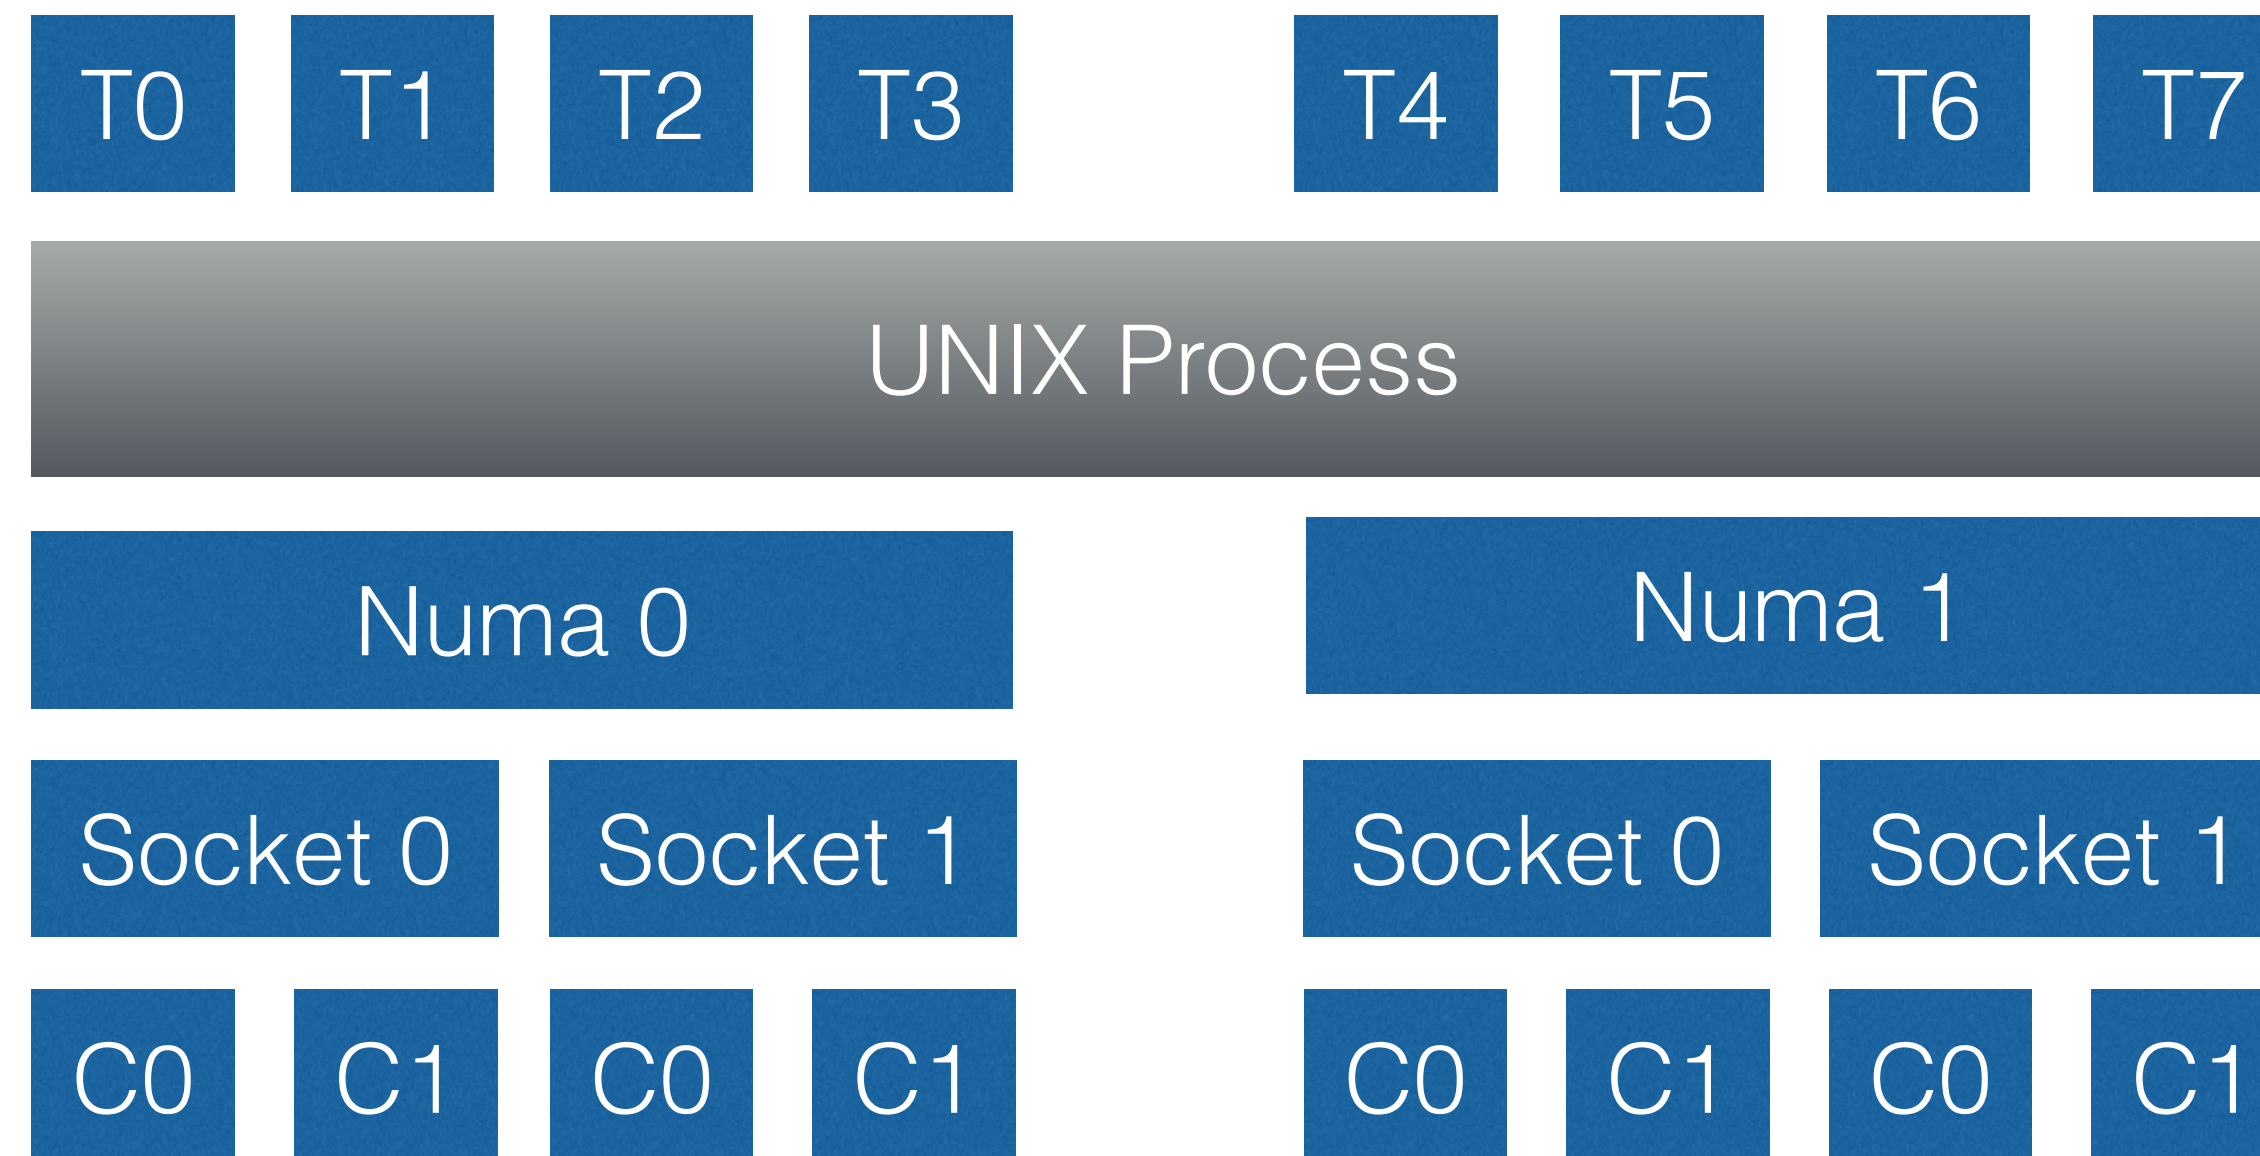 T0 T1 T2 T3 T4 T5 T6 T7
UNIX Process
Numa 0 Numa 1
Socket 0 Socket 1 Socket 0 Socket 1
C0 C1 C0 C1 C0 C1 C0 C1